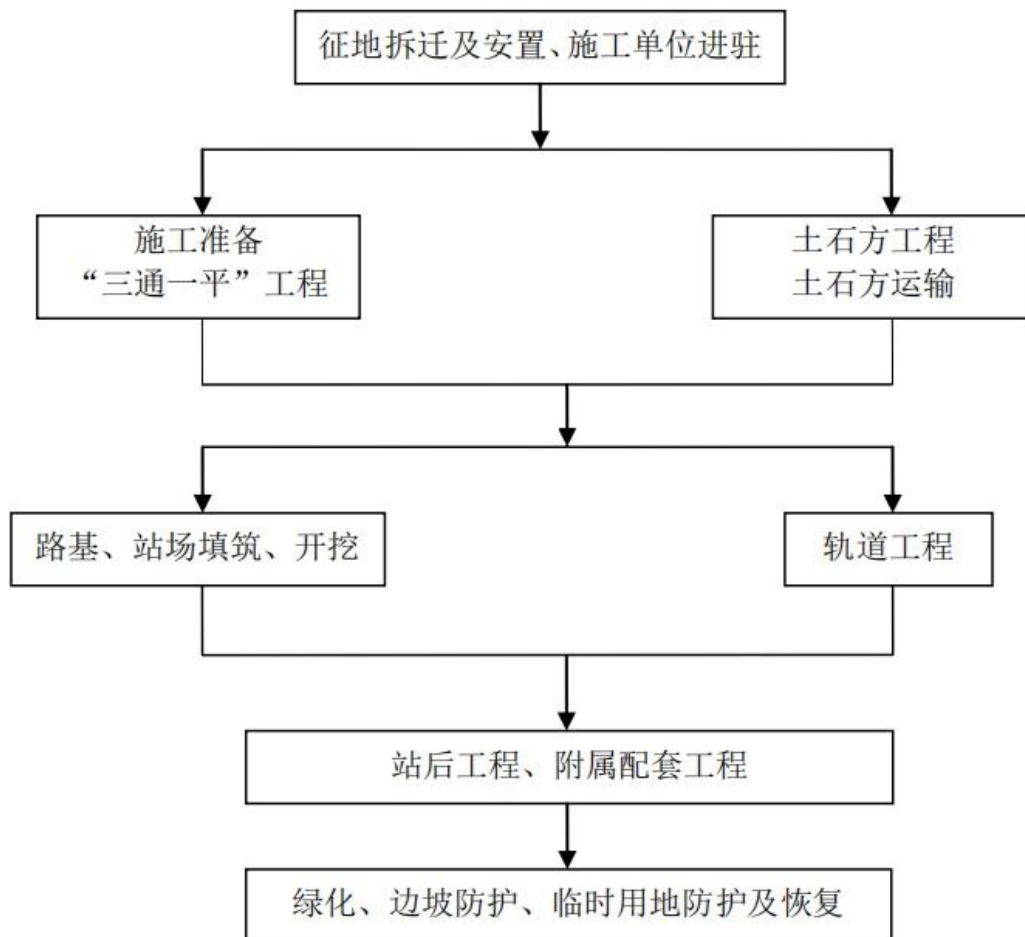 征地拆迁及安置、施工单位进驻
施工准备
“三通一平”工程
土石方工程
土石方运输
路基、站场填筑、开挖
轨道工程
站后工程、附属配套工程
绿化、边坡防护、临时用地防护及恢复